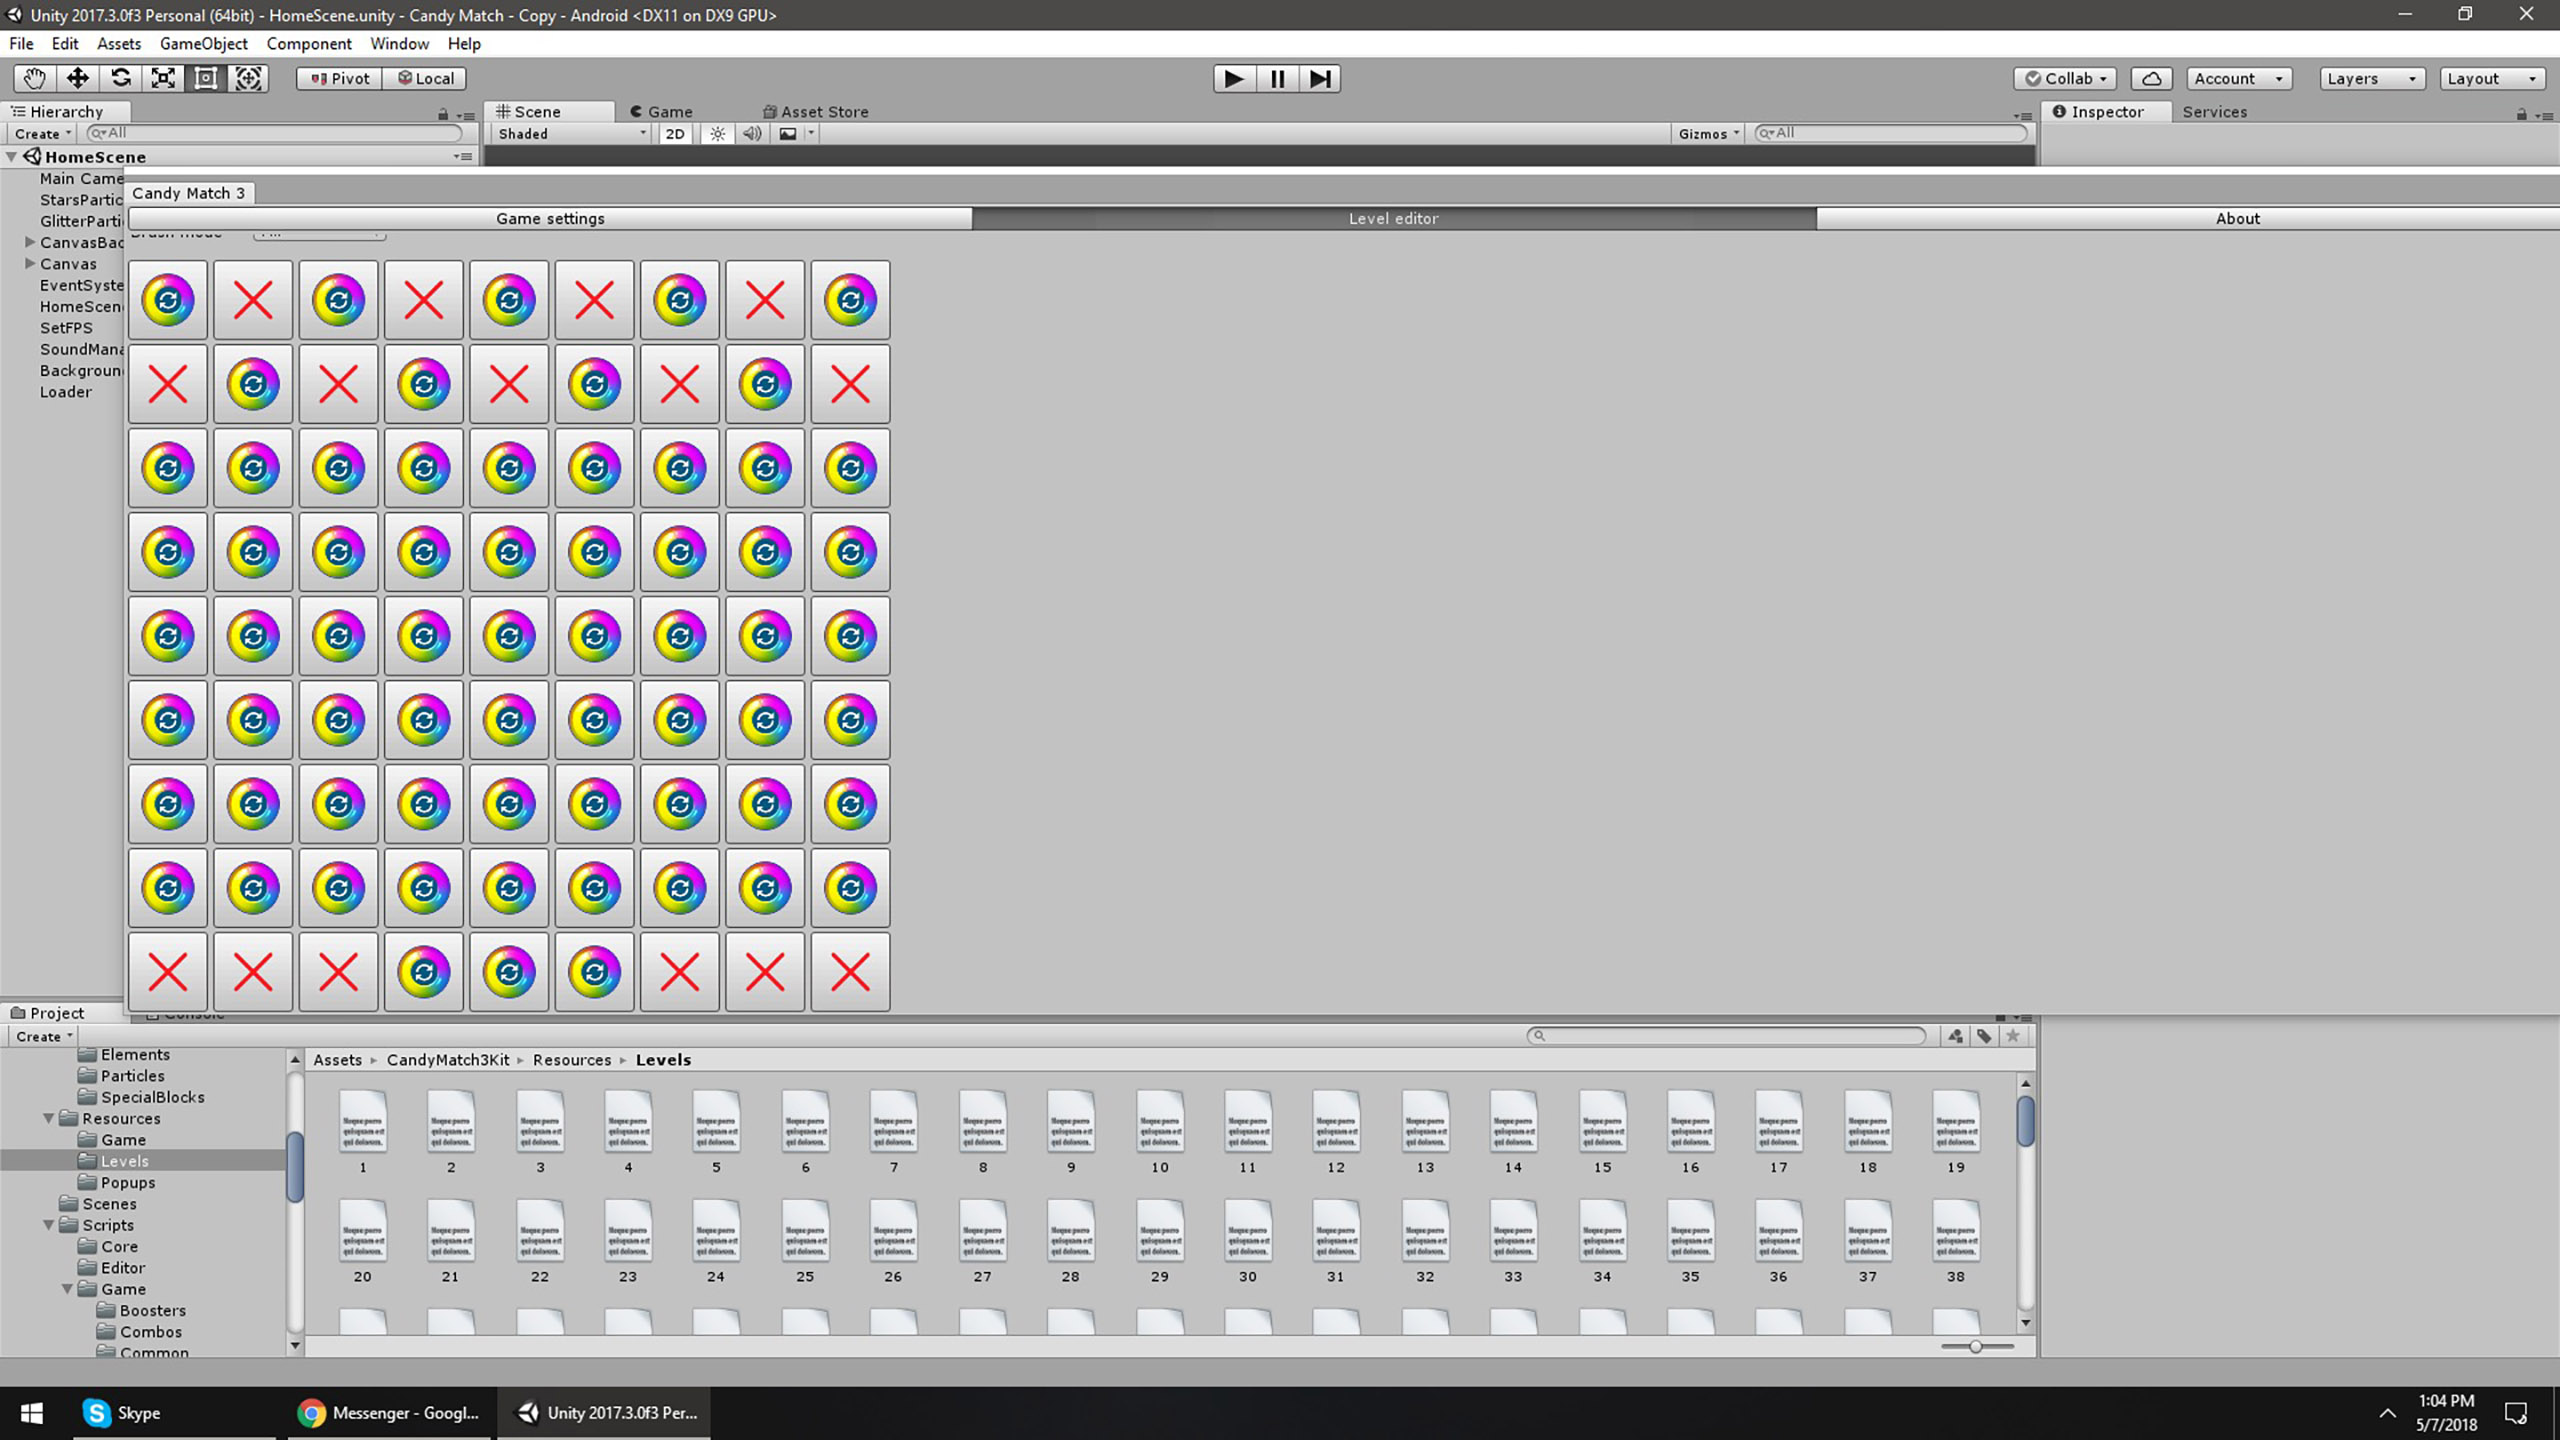 Unity 2017.3.0f3 Personal (64bit) - HomeScene.unity - Candy Match - Copy - Android <DX11 on DX9 GPU>
File Edit Assets GameObject Component Window Help
Pivot Local Collab Account Layers Layout
Hierarchy Scene Game Asset Store Inspector Services
Create All Shaded 2D Gizmos All
HomeScene
Main Came
StarsPartic
GlitterParti
CanvasBac
Canvas
EventSyste
HomeScen
SetFPS
SoundMana
Backgroun
Loader
Candy Match 3
Game settings Level editor About
Project Console
Create
Elements
Particles
SpecialBlocks
Resources
Game
Levels
Popups
Scenes
Scripts
Core
Editor
Game
Boosters
Combos
Common
Assets CandyMatch3Kit Resources Levels
1 2 3 4 5 6 7 8 9 10 11 12 13 14 15 16 17 18 19
20 21 22 23 24 25 26 27 28 29 30 31 32 33 34 35 36 37 38
Skype Messenger - Googl... Unity 2017.3.0f3 Per...
1:04 PM
5/7/2018